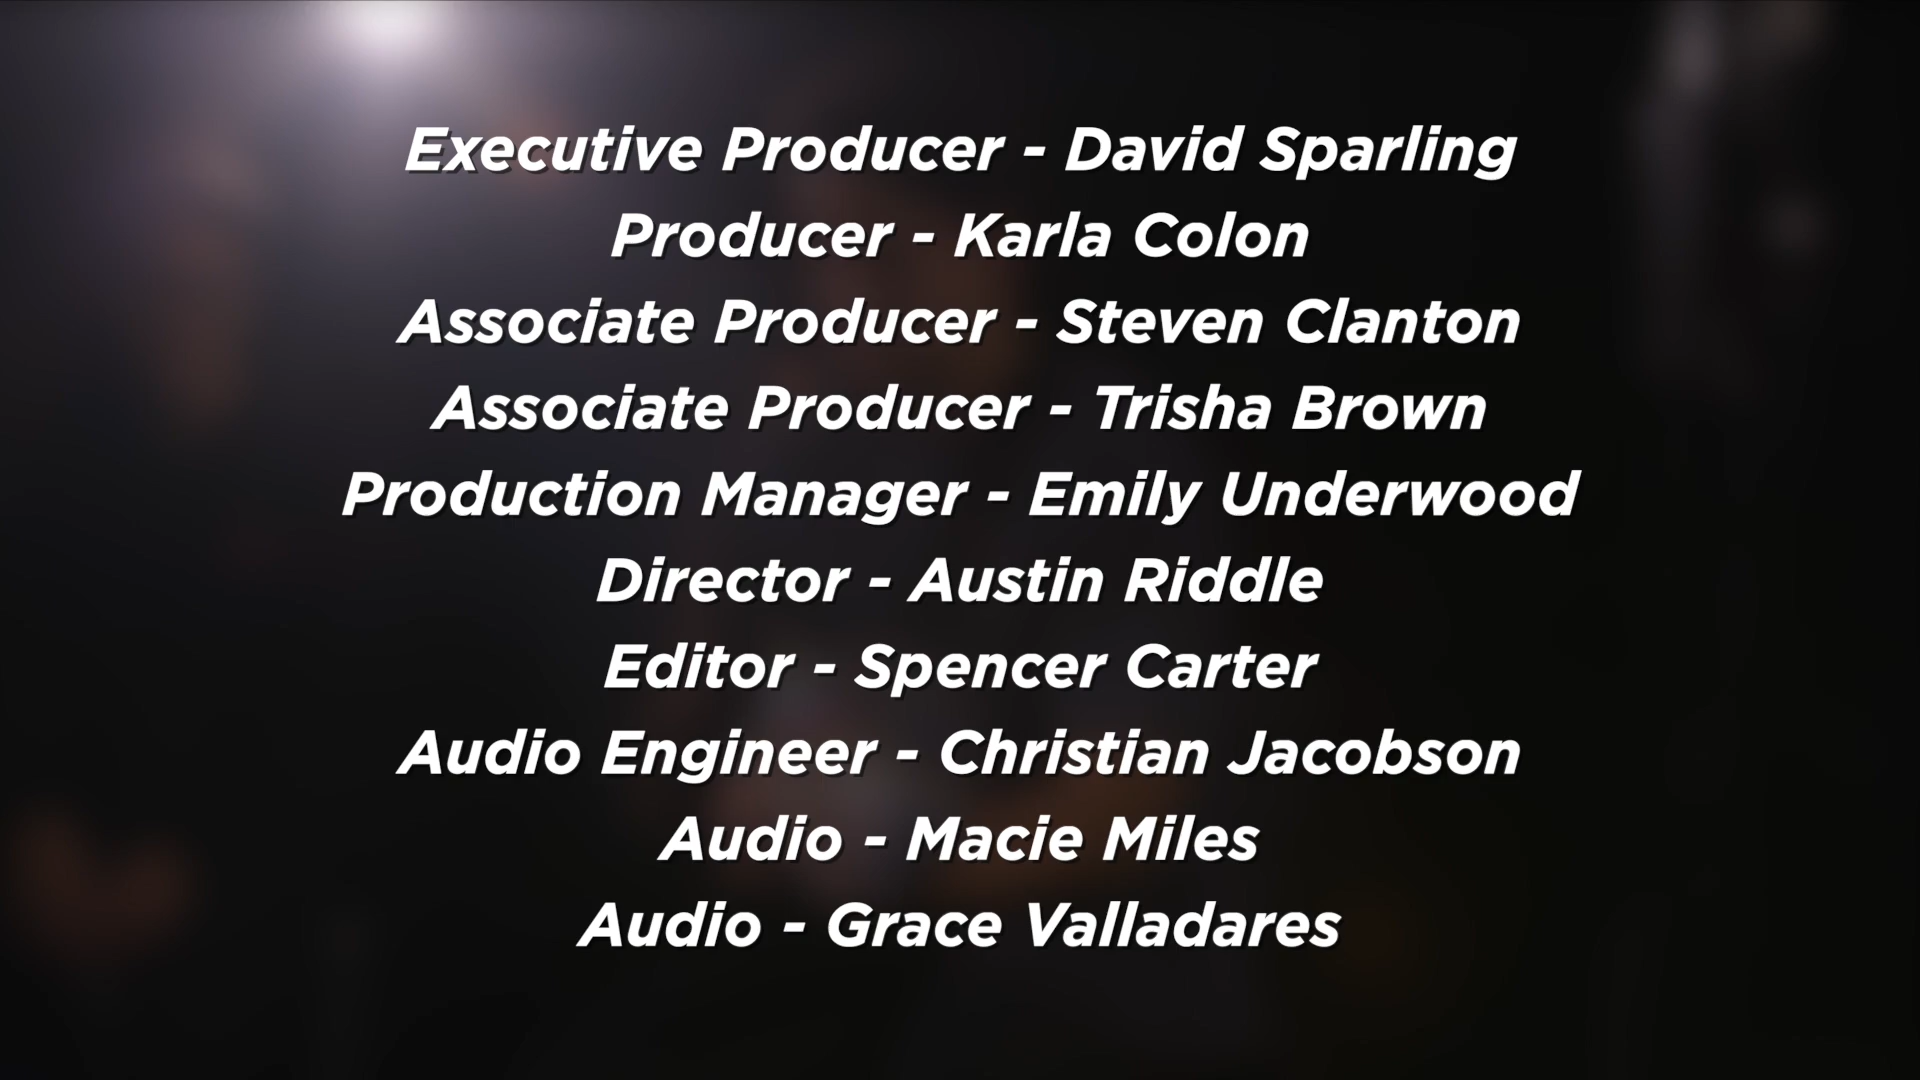 Executive Producer - David Sparling
Producer - Karla Colon
Associate Producer - Steven Clanton
Associate Producer - Trisha Brown
Production Manager - Emily Underwood
Director - Austin Riddle
Editor - Spencer Carter
Audio Engineer - Christian Jacobson
Audio - Macie Miles
Audio - Grace Valladares